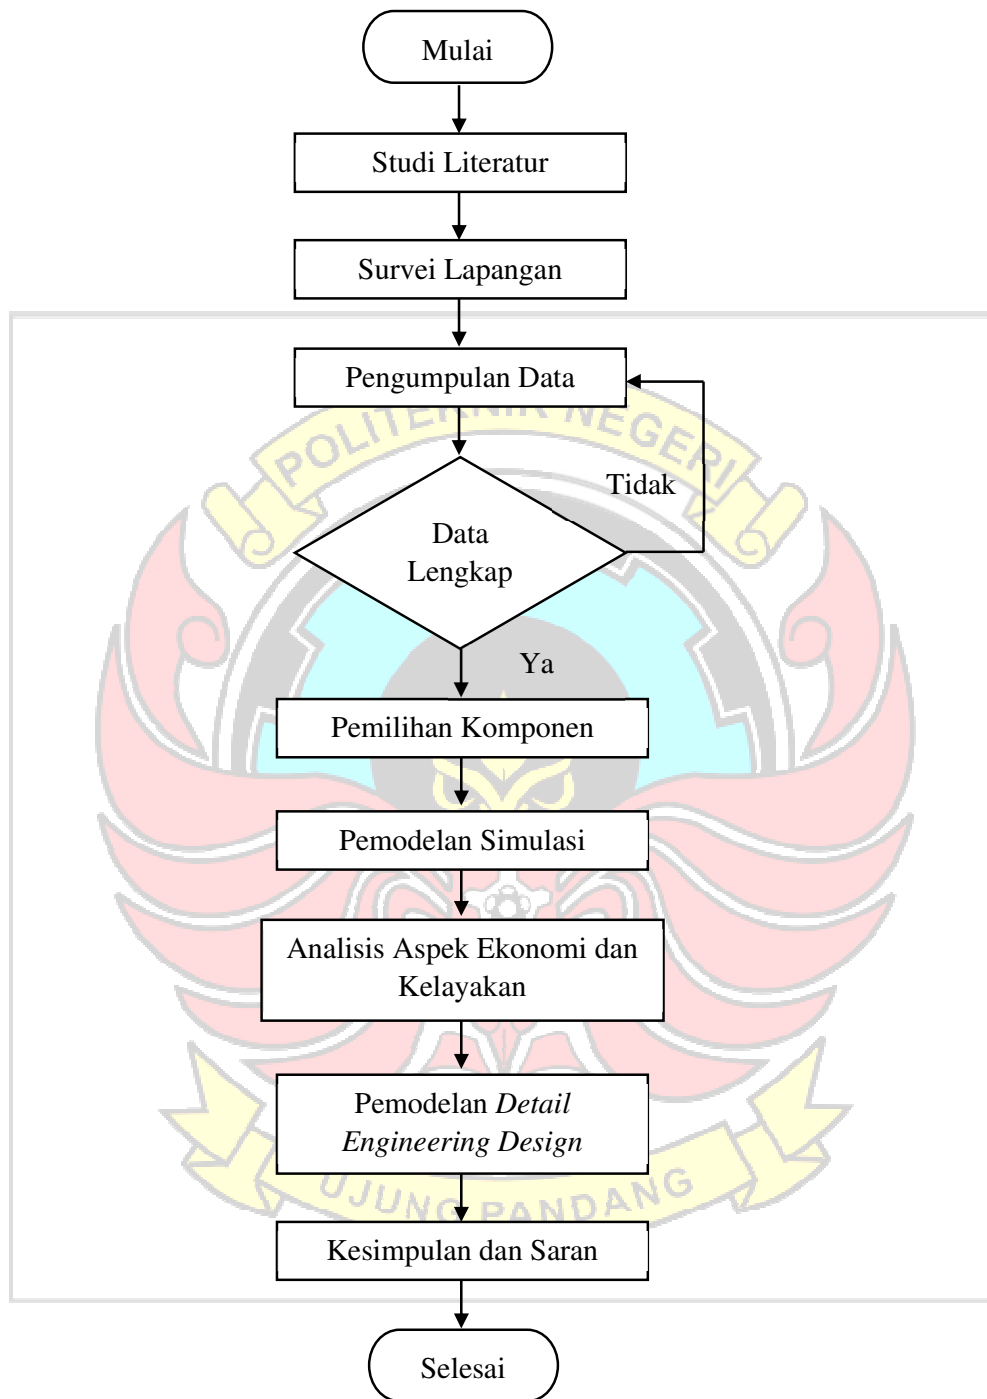 Mulai
Studi Literatur
Survei Lapangan
Pengumpulan Data
POLITEKNIK NEGERI
Tidak
Data
Lengkap
Ya
Pemilihan Komponen
Pemodelan Simulasi
Analisis Aspek Ekonomi dan
Kelayakan
Pemodelan Detail
Engineering Design
UJUNG PANDANG
Kesimpulan dan Saran
Selesai